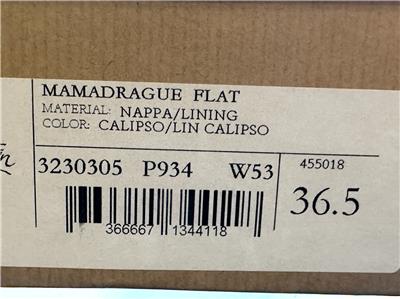 MAMADRAGUE FLAT
MATERIAL: NAPPA/LINING
COLOR: CALIPSO/LIN CALIPSO
3230305 P934 W53
455018
36.5
366667 1344118